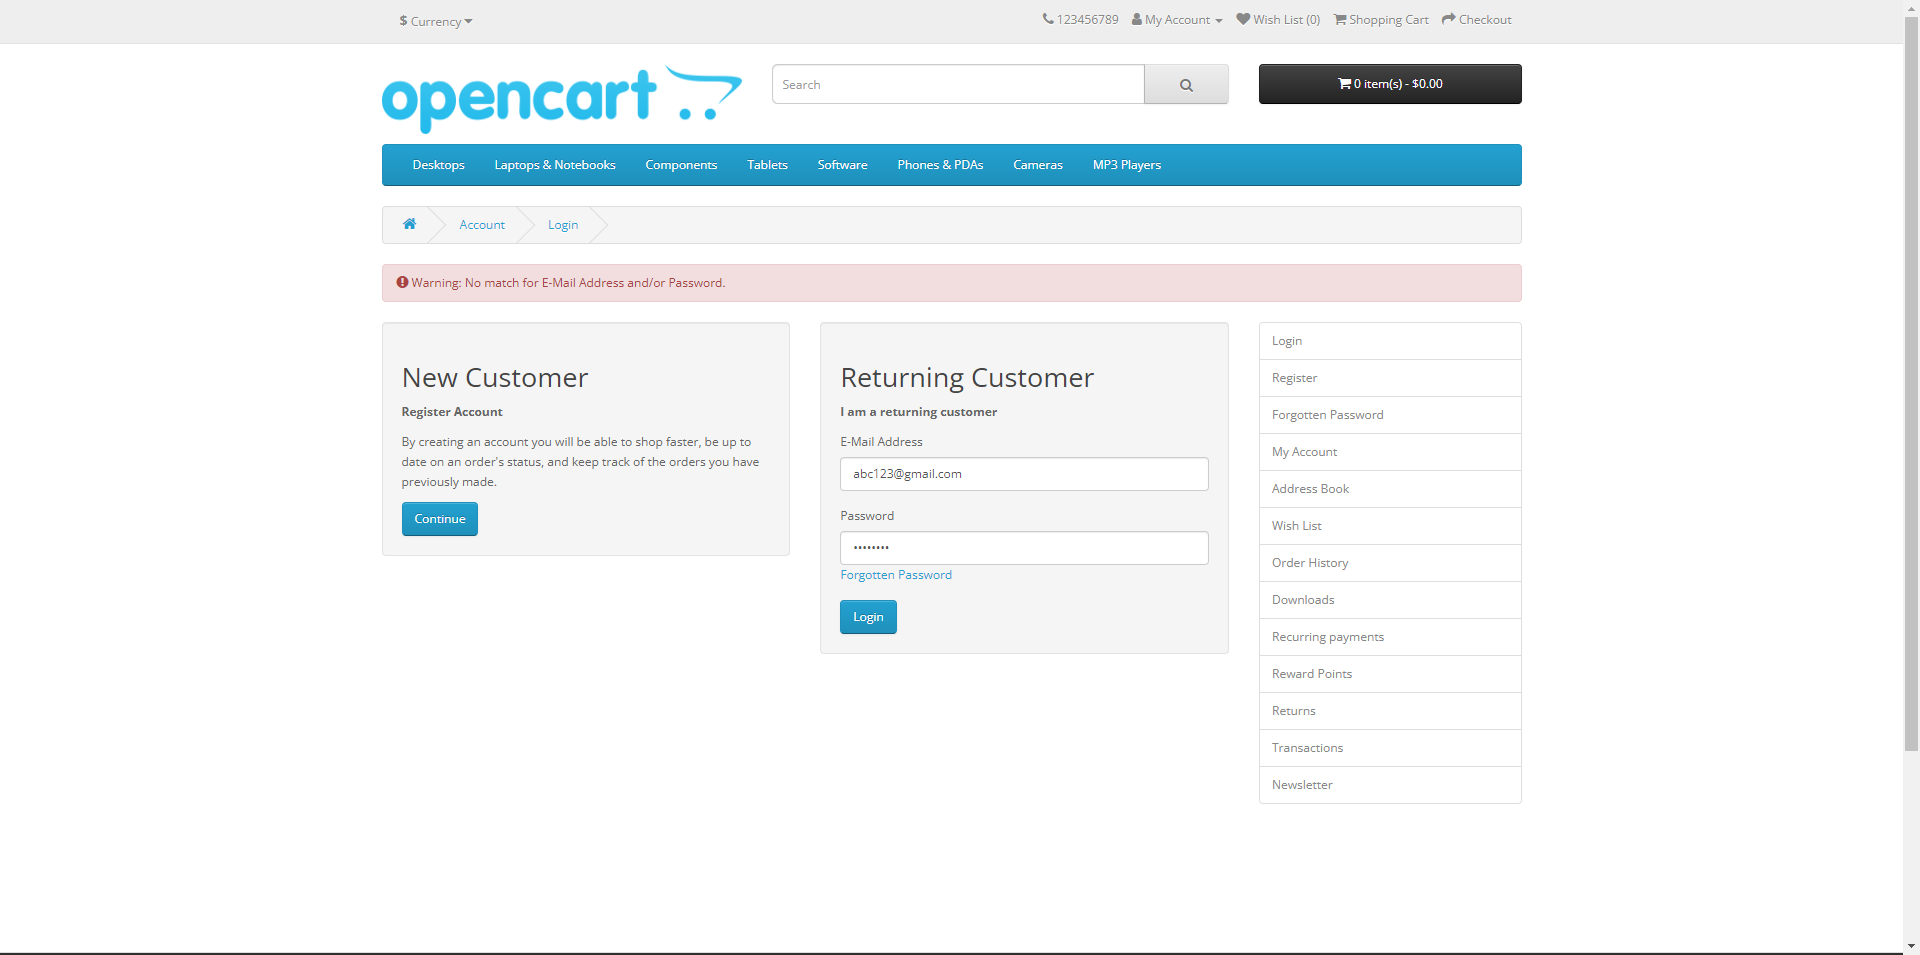 $ Currency
123456789 My Account Wish List (0) Shopping Cart Checkout
opencart
Search
0 item(s) - $0.00
Desktops Laptops & Notebooks Components Tablets Software Phones & PDAs Cameras MP3 Players
Account Login
Warning: No match for E-Mail Address and/or Password.
New Customer
Register Account
By creating an account you will be able to shop faster, be up to
date on an order's status, and keep track of the orders you have
previously made.
Continue
Returning Customer
I am a returning customer
E-Mail Address
abc123@gmail.com
Password
••••••••
Forgotten Password
Login
Login
Register
Forgotten Password
My Account
Address Book
Wish List
Order History
Downloads
Recurring payments
Reward Points
Returns
Transactions
Newsletter